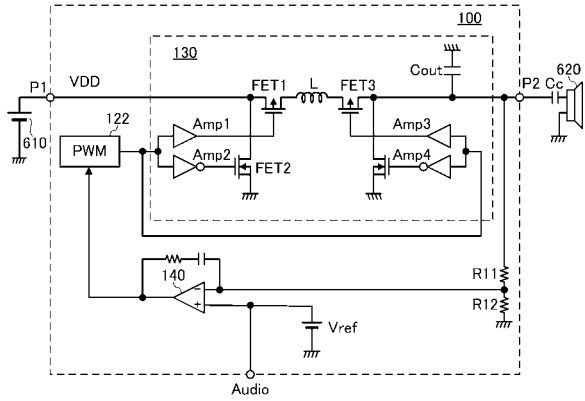 100
130
P1
VDD
FET1
L
FET3
Cout
P2
Cc
620
610
122
PWM
Amp1
Amp2
FET2
Amp3
Amp4
140
−
+
Vref
R11
R12
Audio